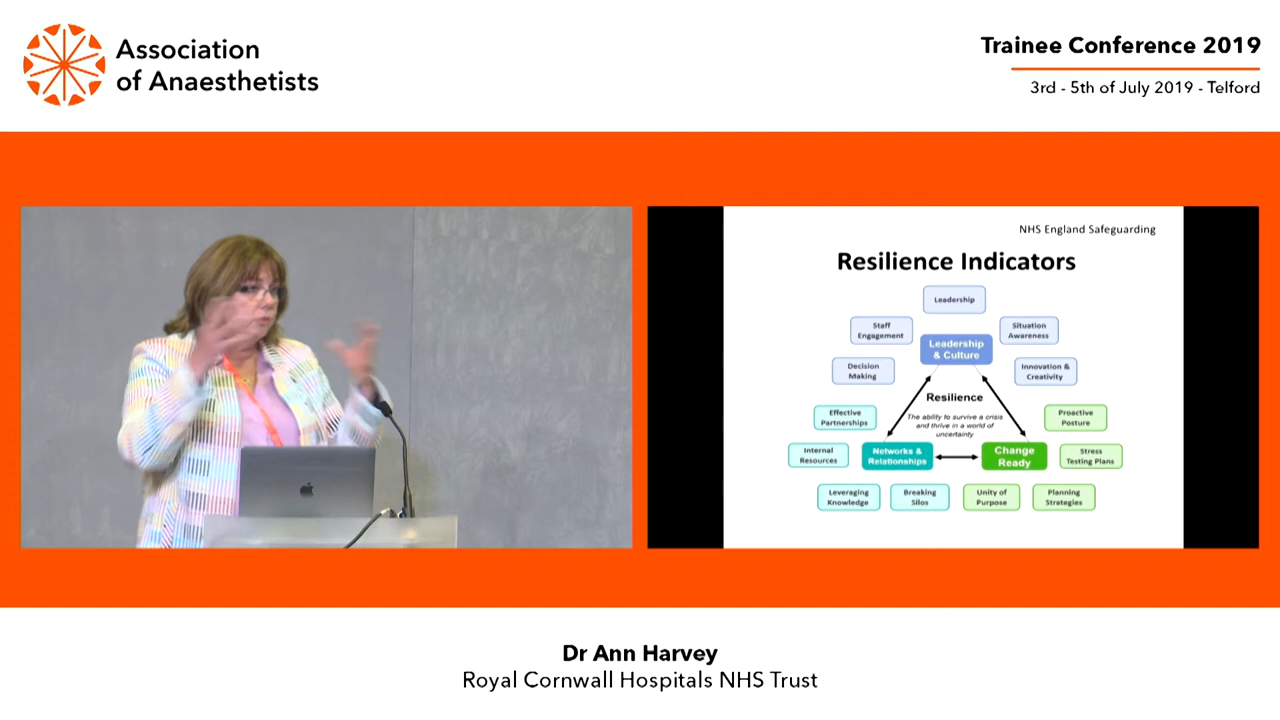 Association
of Anaesthetists
Trainee Conference 2019
3rd - 5th of July 2019 - Telford
NHS England Safeguarding
Resilience Indicators
Leadership
Staff
Engagement
Situation
Awareness
Leadership
& Culture
Decision
Making
Innovation &
Creativity
Resilience
The ability to survive a crisis
and thrive in a world of
uncertainty
Effective
Partnerships
Proactive
Posture
Internal
Resources
Networks &
Relationships
Change
Ready
Stress
Testing Plans
Leveraging
Knowledge
Breaking
Silos
Unity of
Purpose
Planning
Strategies
Dr Ann Harvey
Royal Cornwall Hospitals NHS Trust